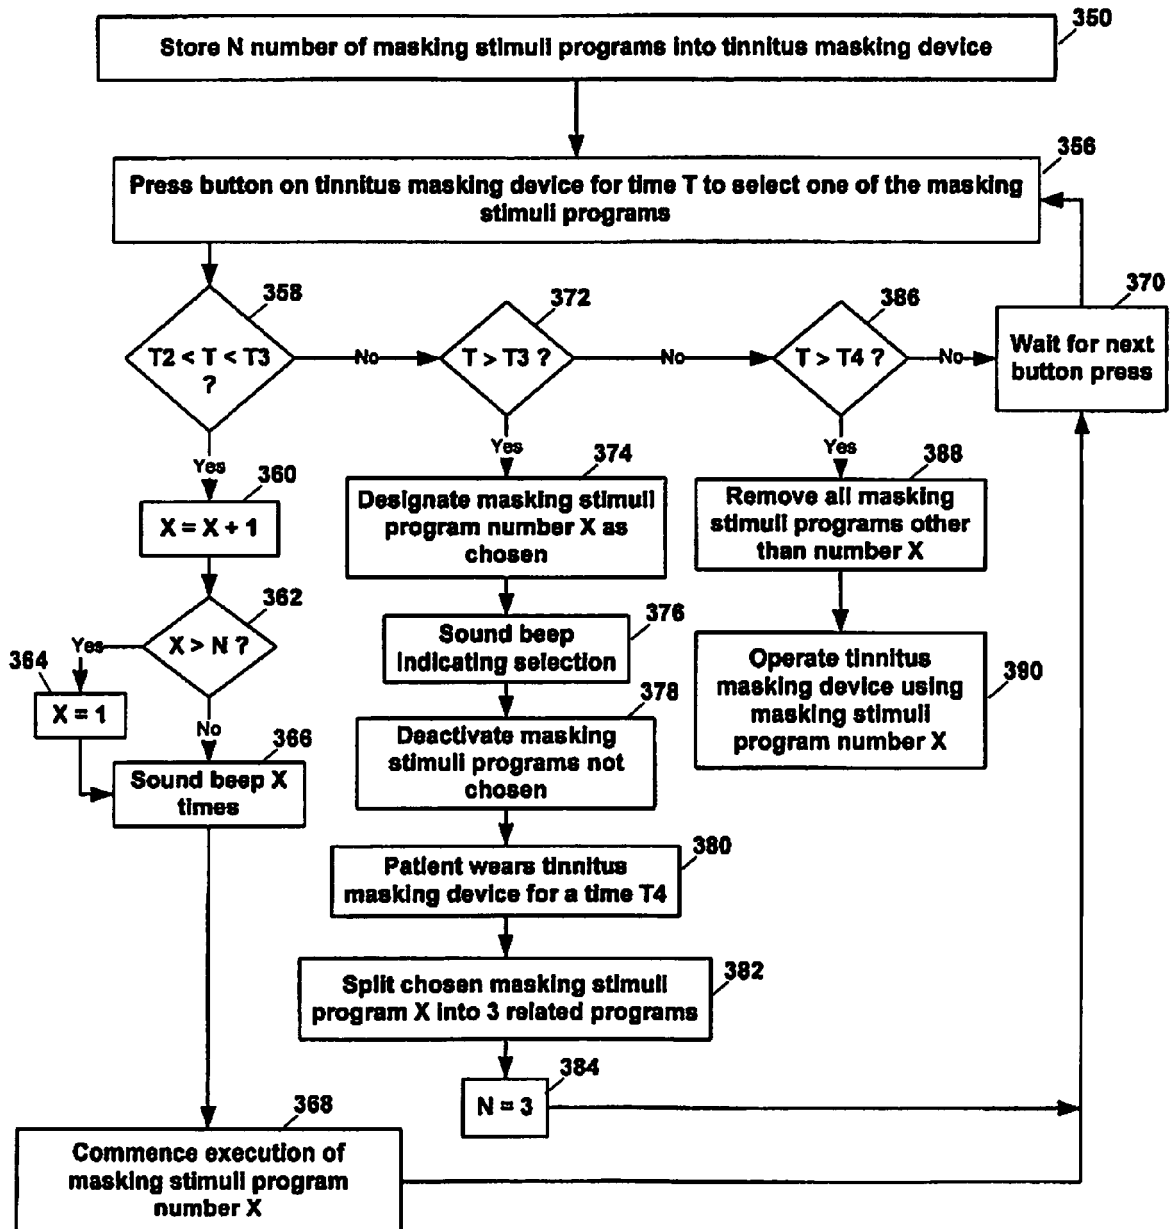 350
Store N number of masking stimuli programs into tinnitus masking device
356
Press button on tinnitus masking device for time T to select one of the masking
stimuli programs
358
T2 < T < T3
?
No
372
T > T3 ?
No
386
T > T4 ?
No
370
Wait for next
button press
Yes
360
X = X + 1
362
X > N ?
Yes
364
X = 1
No
366
Sound beep X
times
368
Commence execution of
masking stimuli program
number X
Yes
374
Designate masking stimuli
program number X as
chosen
376
Sound beep
indicating selection
378
Deactivate masking
stimuli programs not
chosen
380
Patient wears tinnitus
masking device for a time T4
382
Split chosen masking stimuli
program X into 3 related programs
384
N = 3
Yes
388
Remove all masking
stimuli programs other
than number X
390
Operate tinnitus
masking device using
masking stimuli
program number X